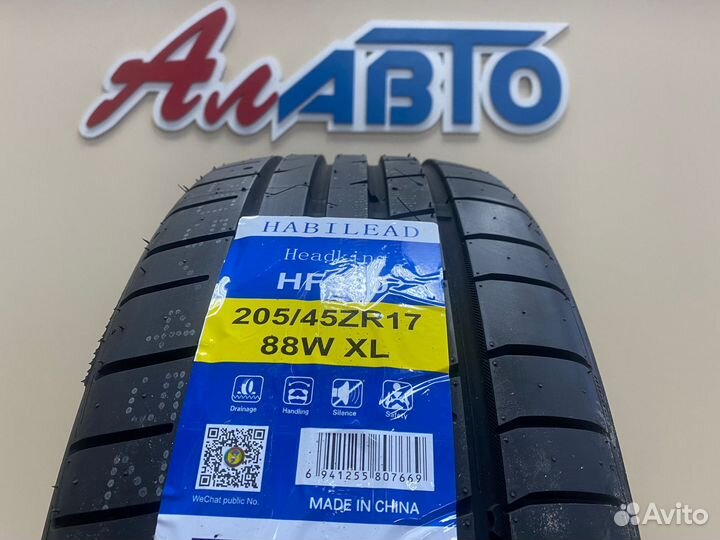 АлАВТО
HABILEAD
205/45ZR17
88W XL
Drainage Handling Silence Safety
6 941255 807669
WeChat public No.
MADE IN CHINA
Avito